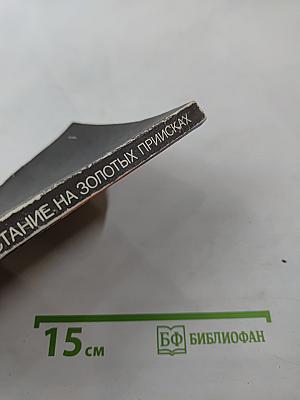 СТАНИЕ НА ЗОЛОТЫХ ПРИИСКАХ
15 см
БФ БИБЛИОФАН